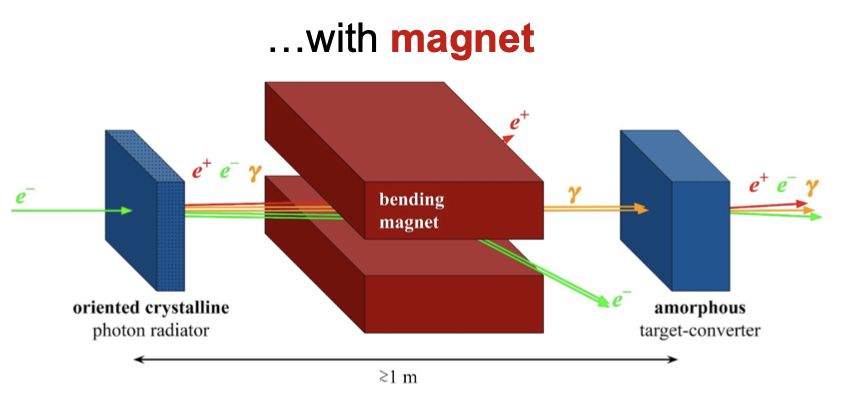 …with magnet
e⁺
e⁺ e⁻ γ
e⁻
γ
e⁺ e⁻ γ
bending
magnet
e⁻
oriented crystalline
photon radiator
amorphous
target-converter
≳1 m